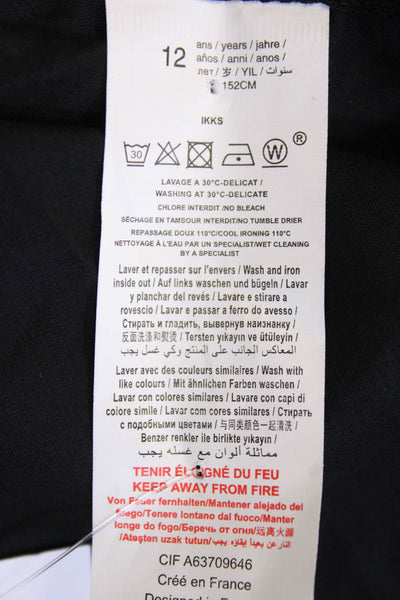 12
ans / years / jahre /
años / anni / anos /
лет / 岁 / YIL / سنوات /
152CM
IKKS
30
W
®
LAVAGE A 30°C-DELICAT /
WASHING AT 30°C-DELICATE
CHLORE INTERDIT /NO BLEACH
SÉCHAGE EN TAMBOUR INTERDIT/NO TUMBLE DRIER
REPASSAGE DOUX 110°C/COOL IRONING 110°C
NETTOYAGE À L'EAU PAR UN SPECIALIST/WET CLEANING
BY A SPECIALIST
Laver et repasser sur l'envers / Wash and iron
inside out / Auf links waschen und bügeln / Lavar
y planchar del revés / Lavare e stirare a
rovescio / Lavar e passar a ferro do avesso /
Стирать и гладить, вывернув наизнанку /
反面洗涤和熨烫 / Tersten yıkayın ve ütüleyin /
المعاكس الجانب على المنتج وكي غسل يجب
Laver avec des couleurs similaires / Wash with
like colours / Mit ähnlichen Farben waschen /
Lavar con colores similares / Lavare con capi di
colore simile / Lavar com cores similares / Стирать
с подобными цветами / 与同类颜色一起清洗 /
Benzer renkler ile birlikte yıkayın /
مماثلة ألوان مع غسله يجب
TENIR ÉLOIGNÉ DU FEU
KEEP AWAY FROM FIRE
Von Feuer fernhalten/Mantener alejado del
fuego/Tenere lontano dal fuoco/Manter
longe do fogo/Беречь от огня/远离火源
/Ateşten uzak tutun/ النار عن بعيدا إبقاؤه يجب
CIF A63709646
Créé en France